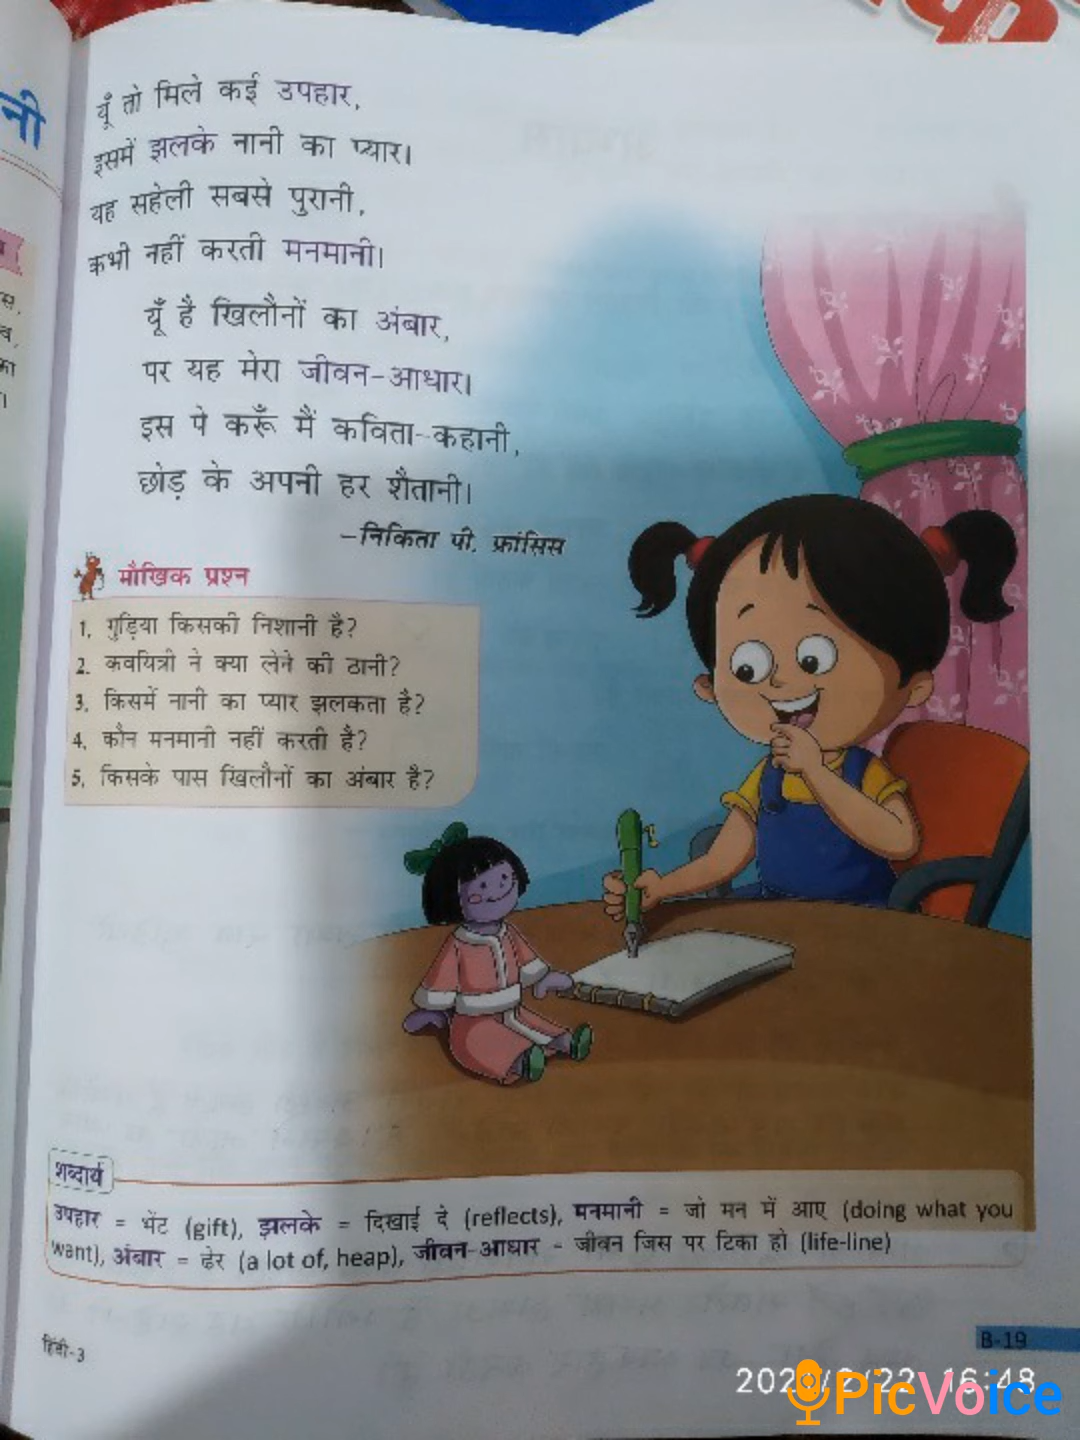 यूँ तो मिले कई उपहार,
इसमें झलके नानी का प्यार।
यह सहेली सबसे पुरानी,
कभी नहीं करती मनमानी।
यूँ है खिलौनों का अंबार,
पर यह मेरा जीवन-आधार।
इस पे करूँ मैं कविता-कहानी,
छोड़ के अपनी हर शैतानी।
–निकिता पी. फ्रांसिस
मौखिक प्रश्न
1. गुड़िया किसकी निशानी है?
2. कवयित्री ने क्या लेने की ठानी?
3. किसमें नानी का प्यार झलकता है?
4. कौन मनमानी नहीं करती है?
5. किसके पास खिलौनों का अंबार है?
शब्दार्थ
उपहार = भेंट (gift), झलके = दिखाई दे (reflects), मनमानी = जो मन में आए (doing what you
want), अंबार = ढेर (a lot of, heap), जीवन-आधार - जीवन जिस पर टिका हो (life-line)
हिंदी-3
B-19
16:48
PicVoice